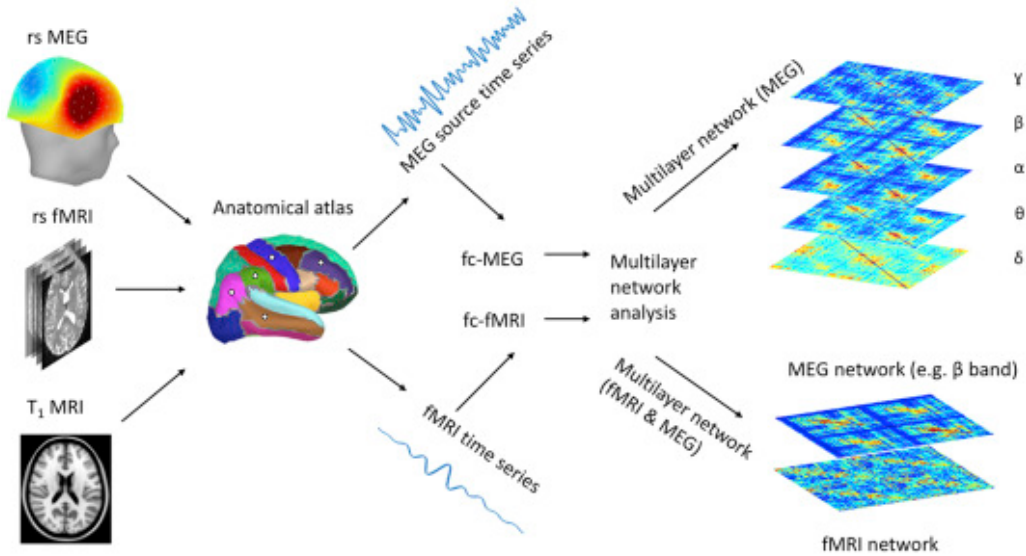 rs MEG
rs fMRI
T₁ MRI
Anatomical atlas
MEG source time series
fMRI time series
fc-MEG
fc-fMRI
Multilayer
network
analysis
Multilayer network (MEG)
Multilayer network
(fMRI & MEG)
γ
β
α
θ
δ
MEG network (e.g. β band)
fMRI network